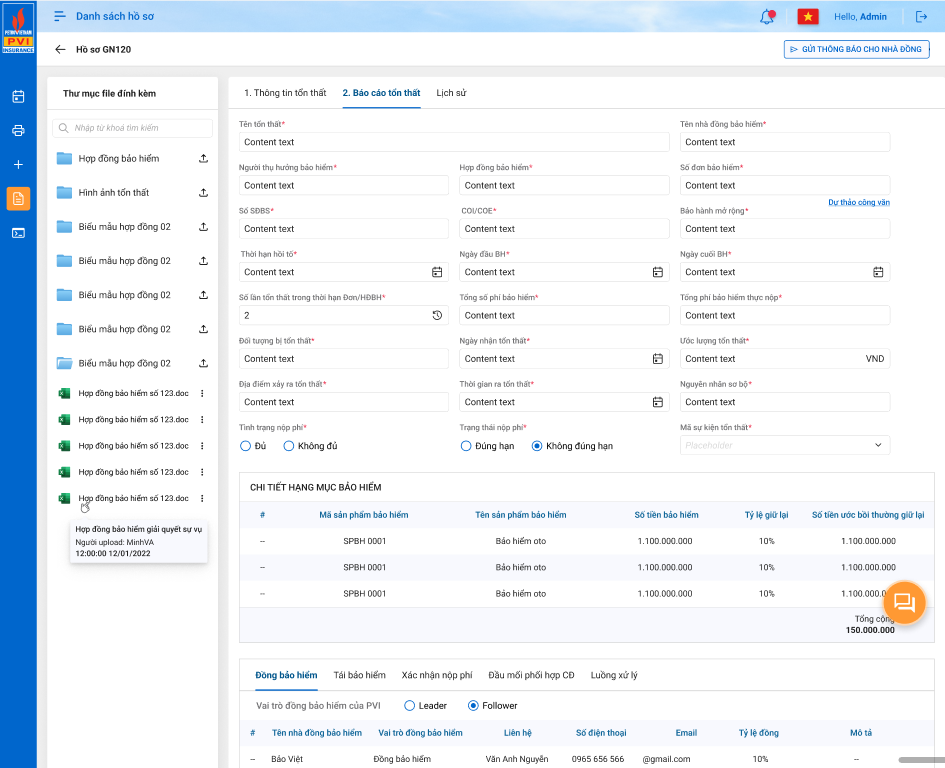 PETROVIETNAM
PVI
INSURANCE
Danh sách hồ sơ
Hello, Admin
Hồ sơ GN120
GỬI THÔNG BÁO CHO NHÀ ĐỒNG
Thư mục file đính kèm
Nhập từ khoá tìm kiếm
Hợp đồng bảo hiểm
Hình ảnh tổn thất
Biểu mẫu hợp đồng 02
Biểu mẫu hợp đồng 02
Biểu mẫu hợp đồng 02
Biểu mẫu hợp đồng 02
Biểu mẫu hợp đồng 02
Hợp đồng bảo hiểm số 123.doc
Hợp đồng bảo hiểm số 123.doc
Hợp đồng bảo hiểm số 123.doc
Hợp đồng bảo hiểm số 123.doc
Hợp đồng bảo hiểm số 123.doc
Hợp đồng bảo hiểm giải quyết sự vụ
Người upload: MinhVA
12:00:00 12/01/2022
1. Thông tin tổn thất 2. Báo cáo tổn thất Lịch sử
Tên tổn thất* Tên nhà đồng bảo hiểm*
Content text Content text
Người thụ hưởng bảo hiểm* Hợp đồng bảo hiểm* Số đơn bảo hiểm*
Content text Content text Content text
Dự thảo công văn
Số SĐBS* COI/COE* Bảo hành mở rộng*
Content text Content text Content text
Thời hạn hồi tố* Ngày đầu BH* Ngày cuối BH*
Content text Content text Content text
Số lần tổn thất trong thời hạn Đơn/HĐBH* Tổng số phí bảo hiểm* Tổng phí bảo hiểm thực nộp*
2 Content text Content text
Đối tượng bị tổn thất* Ngày nhận tổn thất* Ước lượng tổn thất*
Content text Content text Content text VND
Địa điểm xảy ra tổn thất* Thời gian ra tổn thất* Nguyên nhân sơ bộ*
Content text Content text Content text
Tình trạng nộp phí* Trạng thái nộp phí* Mã sự kiện tổn thất*
Đủ Không đủ Đúng hạn Không đúng hạn Placeholder
CHI TIẾT HẠNG MỤC BẢO HIỂM
# Mã sản phẩm bảo hiểm Tên sản phẩm bảo hiểm Số tiền bảo hiểm Tỷ lệ giữ lại Số tiền ước bồi thường giữ lại
-- SPBH 0001 Bảo hiểm oto 1.100.000.000 10% 1.100.000.000
-- SPBH 0001 Bảo hiểm oto 1.100.000.000 10% 1.100.000.000
-- SPBH 0001 Bảo hiểm oto 1.100.000.000 10% 1.100.000.0
Tổng cộng
150.000.000
Đồng bảo hiểm Tái bảo hiểm Xác nhận nộp phí Đầu mối phối hợp CĐ Luồng xử lý
Vai trò đồng bảo hiểm của PVI Leader Follower
# Tên nhà đồng bảo hiểm Vai trò đồng bảo hiểm Liên hệ Số điện thoại Email Tỷ lệ đồng Mô tả
-- Bảo Việt Đồng bảo hiểm Văn Anh Nguyễn 0965 656 566 @gmail.com 10% --